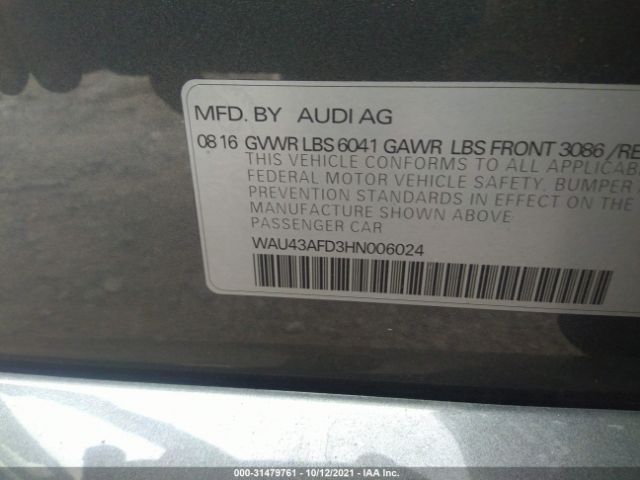 MFD. BY AUDI AG
08 16 GVWR LBS 6041 GAWR LBS FRONT 3086 /RE
THIS VEHICLE CONFORMS TO ALL APPLICAB
FEDERAL MOTOR VEHICLE SAFETY, BUMPER
PREVENTION STANDARDS IN EFFECT ON THE
MANUFACTURE SHOWN ABOVE
PASSENGER CAR
WAU43AFD3HN006024
000-31479761 - 10/12/2021 - IAA Inc.